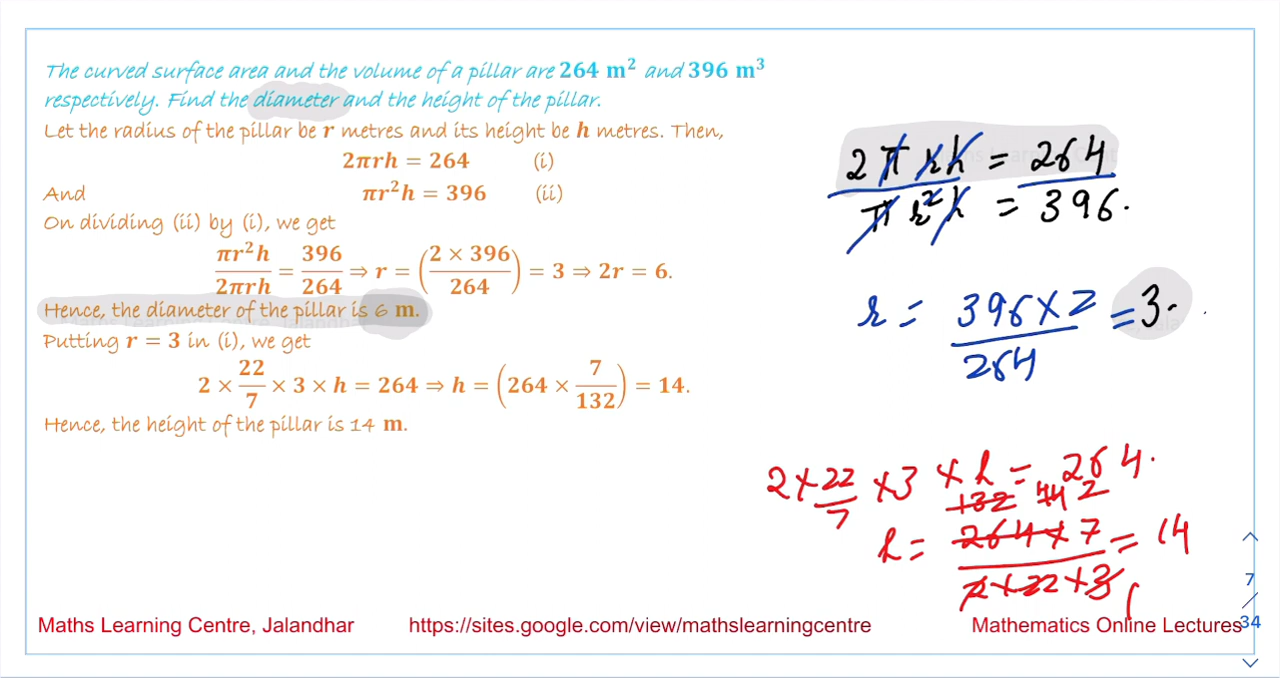 The curved surface area and the volume of a pillar are 264 m² and 396 m³
respectively. Find the diameter and the height of the pillar.
Let the radius of the pillar be r metres and its height be h metres. Then,
2πrh = 264 (i)
And πr²h = 396 (ii)
On dividing (ii) by (i), we get
πr²h/2πrh = 396/264 ⇒ r = (2 × 396/264) = 3 ⇒ 2r = 6.
Hence, the diameter of the pillar is 6 m.
Putting r = 3 in (i), we get
2 × 22/7 × 3 × h = 264 ⇒ h = (264 × 7/132) = 14.
Hence, the height of the pillar is 14 m.
2πrh = 264
πr²h = 396.
r = 396×2/264 = 3.
2×22/7 ×3 ×h = 264.
132 44 2
h = 264×7/2×22×3 = 14
7
34
Maths Learning Centre, Jalandhar https://sites.google.com/view/mathslearningcentre Mathematics Online Lectures